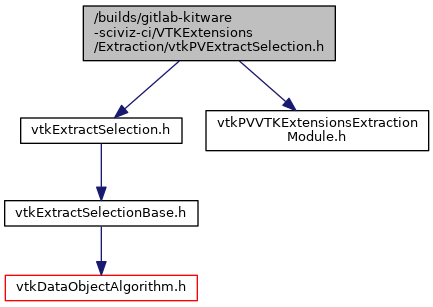 /builds/gitlab-kitware
-sciviz-ci/VTKExtensions
/Extraction/vtkPVExtractSelection.h
vtkExtractSelection.h
vtkPVVTKExtensionsExtraction
Module.h
vtkExtractSelectionBase.h
vtkDataObjectAlgorithm.h